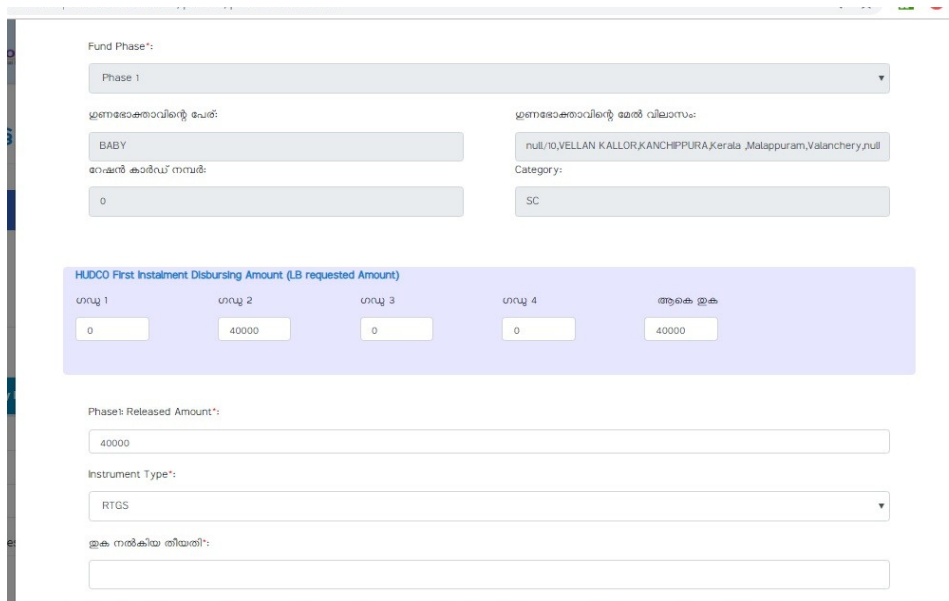 Fund Phase*:
Phase 1
ഗുണഭോക്താവിന്റെ പേര്:
ഗുണഭോക്താവിന്റെ മേൽ വിലാസം:
BABY
null/10,VELLAN KALLOR,KANCHIPPURA,Kerala ,Malappuram,Valanchery,null
റേഷൻ കാർഡ് നമ്പർ:
Category:
0
SC
HUDCO First Instalment Disbursing Amount (LB requested Amount)
ഗഡു 1 ഗഡു 2 ഗഡു 3 ഗഡു 4 ആകെ തുക
0 40000 0 0 40000
Phase1: Released Amount*:
40000
Instrument Type*:
RTGS
തുക നൽകിയ തീയതി*: